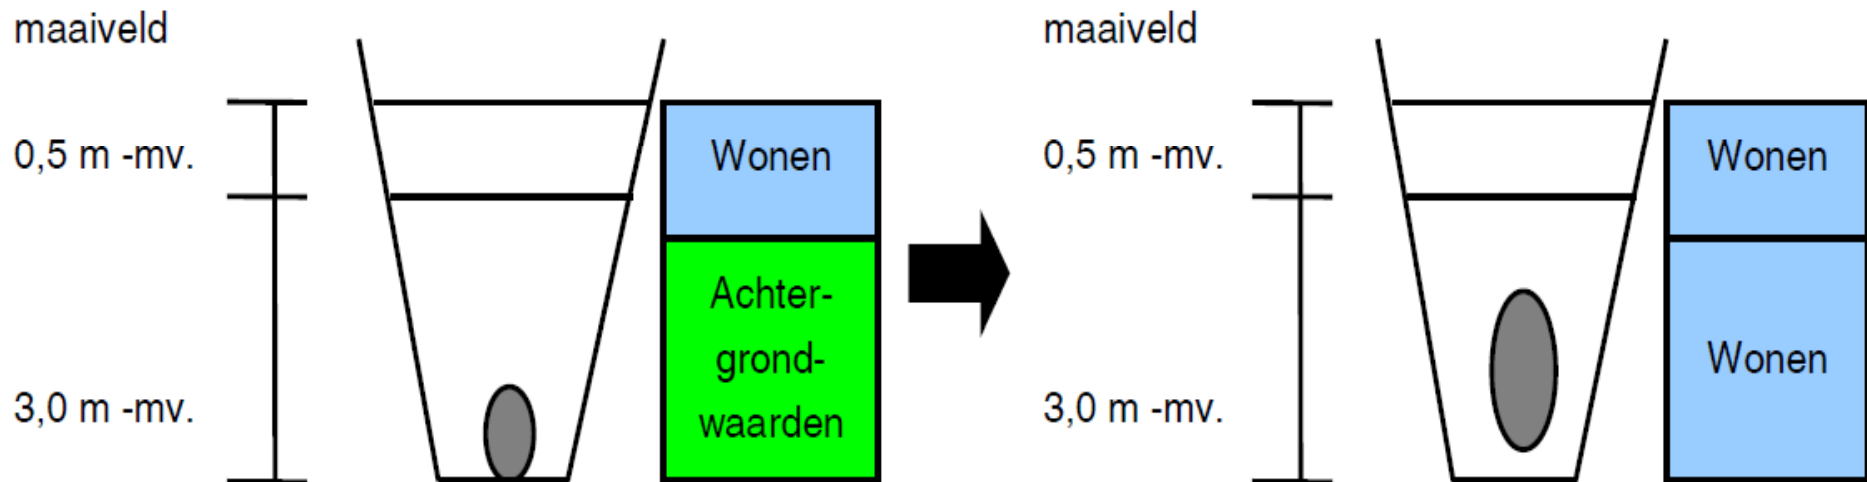 maaiveld
0,5 m -mv.
3,0 m -mv.
Wonen
Achter-
grond-
waarden
maaiveld
0,5 m -mv.
3,0 m -mv.
Wonen
Wonen